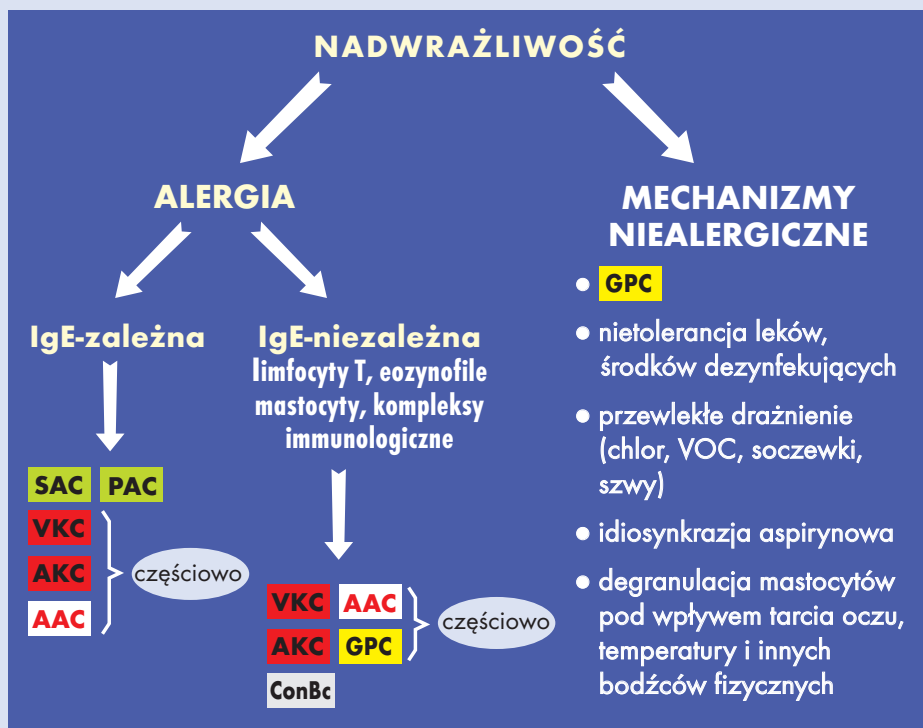 NADWRAŻLIWOŚĆ
ALERGIA
IgE-zależna
SAC PAC
VKC
AKC
AAC
częściowo
IgE-niezależna
limfocyty T, eozynofile
mastocyty, kompleksy
immunologiczne
VKC AAC
AKC GPC
ConBc
częściowo
MECHANIZMY
NIEALERGICZNE
• GPC
• nietolerancja leków,
środków dezynfekujących
• przewlekłe drażnienie
(chlor, VOC, soczewki,
szwy)
• idiosynkrazja aspirynowa
• degranulacja mastocytów
pod wpływem tarcia oczu,
temperatury i innych
bodźców fizycznych